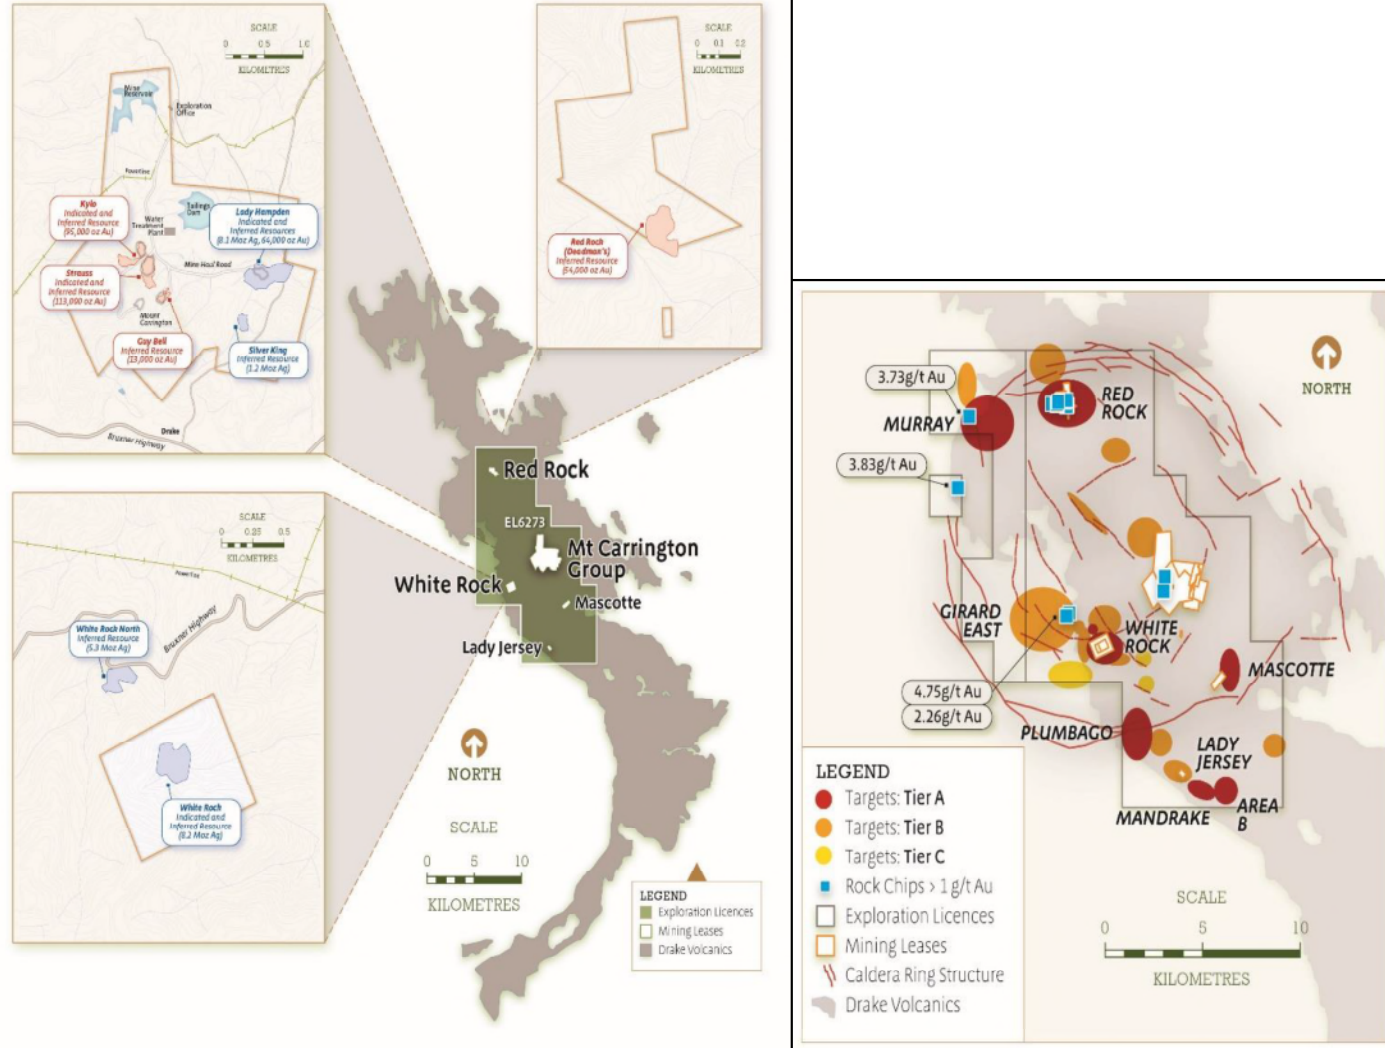 SCALE
0 0.5 1.0
KILOMETRES
Mine
Reservoir
Exploration
Office
Powerline
Kylo
Indicated and
Inferred Resource
(95,000 oz Au)
Water
Treatment
Plant
Tailings
Dam
Lady Hampden
Indicated and
Inferred Resources
(8.1 Moz Ag, 64,000 oz Au)
Strauss
Indicated and
Inferred Resource
(113,000 oz Au)
Mine Haul Road
Mount
Carrington
Guy Bell
Inferred Resource
(13,000 oz Au)
Silver King
Inferred Resource
(1.2 Moz Ag)
Drake
Bruxner Highway
SCALE
0 0.1 0.2
KILOMETRES
Red Rock
(Deadman's)
Inferred Resource
(54,000 oz Au)
SCALE
0 0.25 0.5
KILOMETRES
Powerline
White Rock North
Inferred Resource
(5.3 Moz Ag)
Bruxner Highway
White Rock
Indicated and
Inferred Resource
(8.2 Moz Ag)
Red Rock
EL6273
Mt Carrington
Group
White Rock
Mascotte
Lady Jersey
NORTH
SCALE
0 5 10
KILOMETRES
LEGEND
Exploration Licences
Mining Leases
Drake Volcanics
NORTH
3.73g/t Au
MURRAY
RED
ROCK
3.83g/t Au
GIRARD
EAST
WHITE
ROCK
MASCOTTE
4.75g/t Au
2.26g/t Au
PLUMBAGO
LADY
JERSEY
MANDRAKE
AREA
B
LEGEND
Targets: Tier A
Targets: Tier B
Targets: Tier C
Rock Chips > 1 g/t Au
Exploration Licences
Mining Leases
Caldera Ring Structure
Drake Volcanics
SCALE
0 5 10
KILOMETRES